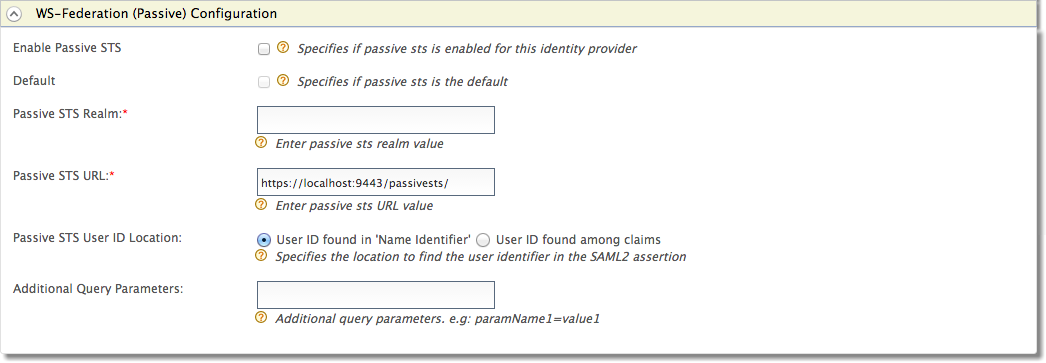 WS-Federation (Passive) Configuration
Enable Passive STS ? Specifies if passive sts is enabled for this identity provider
Default ? Specifies if passive sts is the default
Passive STS Realm:*
? Enter passive sts realm value
Passive STS URL:* https://localhost:9443/passivests/
? Enter passive sts URL value
Passive STS User ID Location: User ID found in 'Name Identifier' User ID found among claims
? Specifies the location to find the user identifier in the SAML2 assertion
Additional Query Parameters:
? Additional query parameters. e.g: paramName1=value1